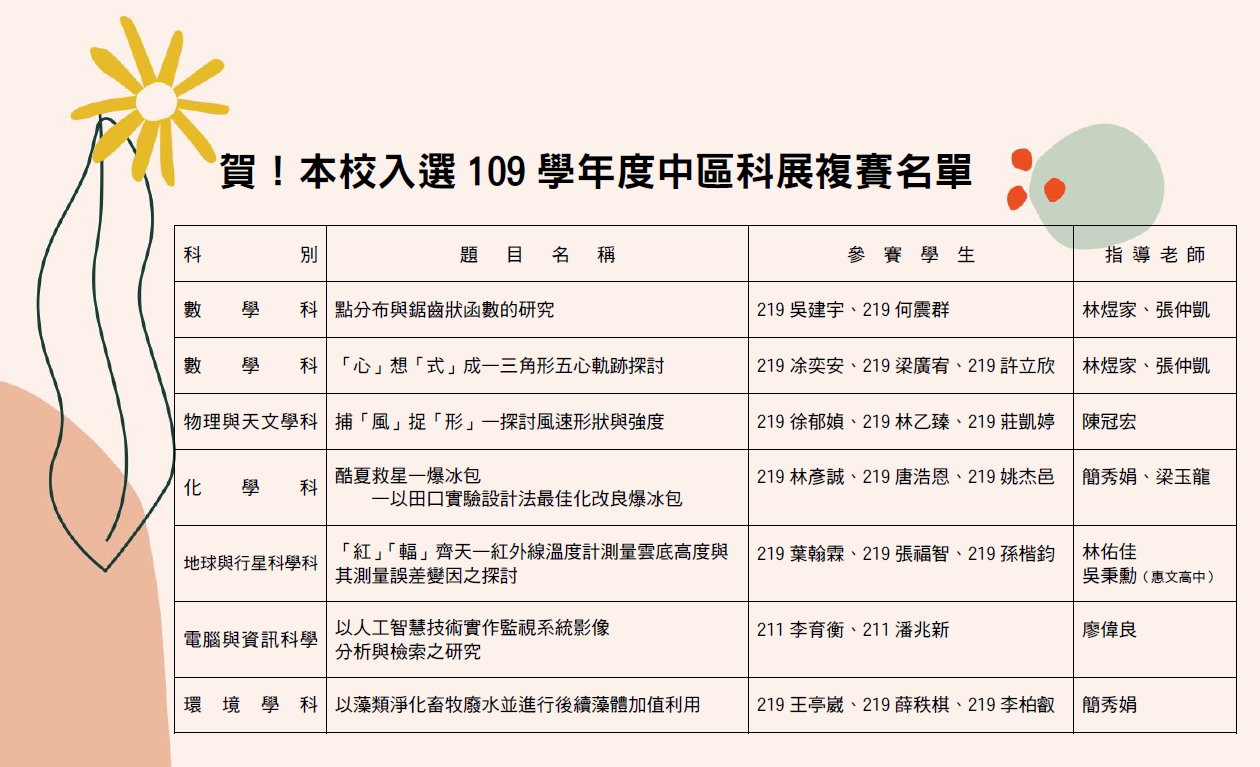 賀！本校入選 109 學年度中區科展複賽名單
科別 題目名稱 參賽學生 指導老師
數學科 點分布與鋸齒狀函數的研究 219 吳建宇、219 何震群 林煜家、張仲凱
數學科 「心」想「式」成—三角形五心軌跡探討 219 凃奕安、219 梁廣宥、219 許立欣 林煜家、張仲凱
物理與天文學科 捕「風」捉「形」—探討風速形狀與強度 219 徐郁媜、219 林乙臻、219 莊凱婷 陳冠宏
化學科 酷夏救星—爆冰包 219 林彥誠、219 唐浩恩、219 姚杰邑 簡秀娟、梁玉龍
—以田口實驗設計法最佳化改良爆冰包
地球與行星科學科 「紅」「輻」齊天—紅外線溫度計測量雲底高度與 219 葉翰霖、219 張福智、219 孫楷鈞 林佑佳
其測量誤差變因之探討 吳秉勳（惠文高中）
電腦與資訊科學 以人工智慧技術實作監視系統影像 211 李育衡、211 潘兆新 廖偉良
分析與檢索之研究
環境學科 以藻類淨化畜牧廢水並進行後續藻體加值利用 219 王亭崴、219 薛秩棋、219 李柏叡 簡秀娟